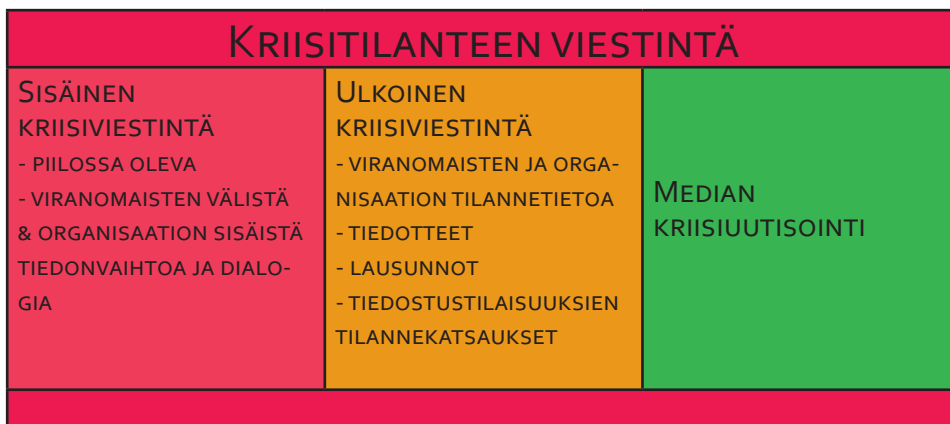 KRIISITILANTEEN VIESTINTÄ
SISÄINEN
KRIISIVIESTINTÄ
- PIILOSSA OLEVA
- VIRANOMAISTEN VÄLISTÄ
& ORGANISAATION SISÄISTÄ
TIEDONVAIHTOA JA DIALO-
GIA
ULKOINEN
KRIISIVIESTINTÄ
- VIRANOMAISTEN JA ORGA-
NISAATION TILANNETIETOA
- TIEDOTTEET
- LAUSUNNOT
- TIEDOSTUSTILAISUUKSIEN
TILANNEKATSAUKSET
MEDIAN
KRIISIUUTISOINTI